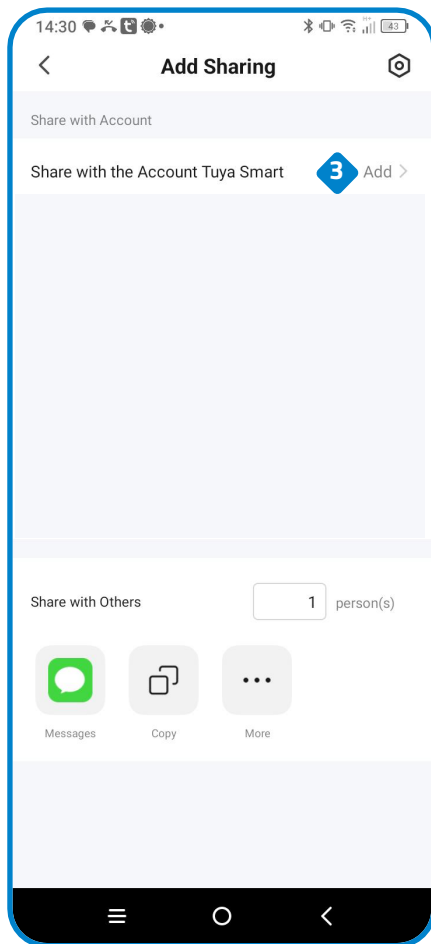 14:30
H+
43
Add Sharing
Share with Account
Share with the Account Tuya Smart 3 Add
Share with Others 1 person(s)
Messages Copy More